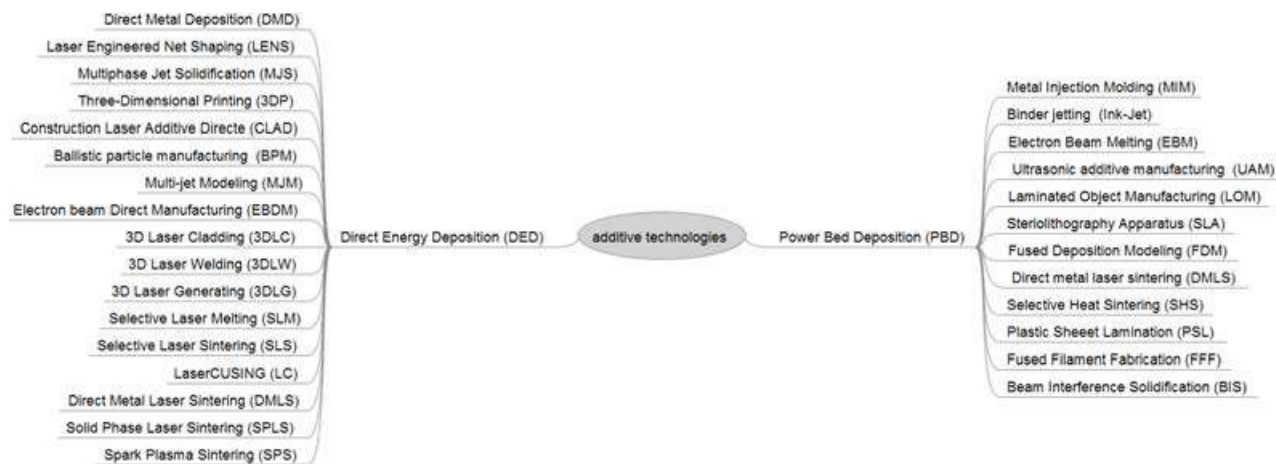 Direct Metal Deposition (DMD)
Laser Engineered Net Shaping (LENS)
Multiphase Jet Solidification (MJS)
Three-Dimensional Printing (3DP)
Construction Laser Additive Directe (CLAD)
Ballistic particle manufacturing (BPM)
Multi-jet Modeling (MJM)
Electron beam Direct Manufacturing (EBDM)
3D Laser Cladding (3DLC)
3D Laser Welding (3DLW)
3D Laser Generating (3DLG)
Selective Laser Melting (SLM)
Selective Laser Sintering (SLS)
LaserCUSING (LC)
Direct Metal Laser Sintering (DMLS)
Solid Phase Laser Sintering (SPLS)
Spark Plasma Sintering (SPS)
Direct Energy Deposition (DED)
additive technologies
Power Bed Deposition (PBD)
Metal Injection Molding (MIM)
Binder jetting (Ink-Jet)
Electron Beam Melting (EBM)
Ultrasonic additive manufacturing (UAM)
Laminated Object Manufacturing (LOM)
Steriolithography Apparatus (SLA)
Fused Deposition Modeling (FDM)
Direct metal laser sintering (DMLS)
Selective Heat Sintering (SHS)
Plastic Sheeet Lamination (PSL)
Fused Filament Fabrication (FFF)
Beam Interference Solidification (BIS)